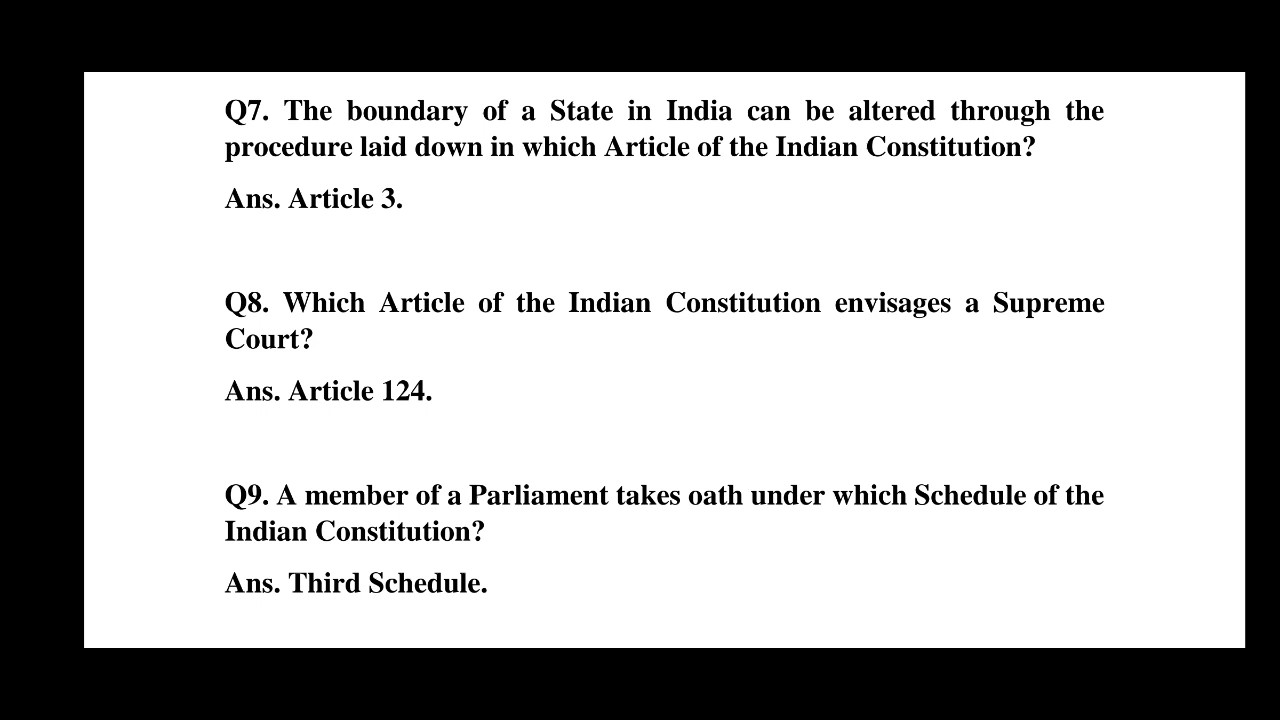 Q7. The boundary of a State in India can be altered through the
procedure laid down in which Article of the Indian Constitution?
Ans. Article 3.
Q8. Which Article of the Indian Constitution envisages a Supreme
Court?
Ans. Article 124.
Q9. A member of a Parliament takes oath under which Schedule of the
Indian Constitution?
Ans. Third Schedule.